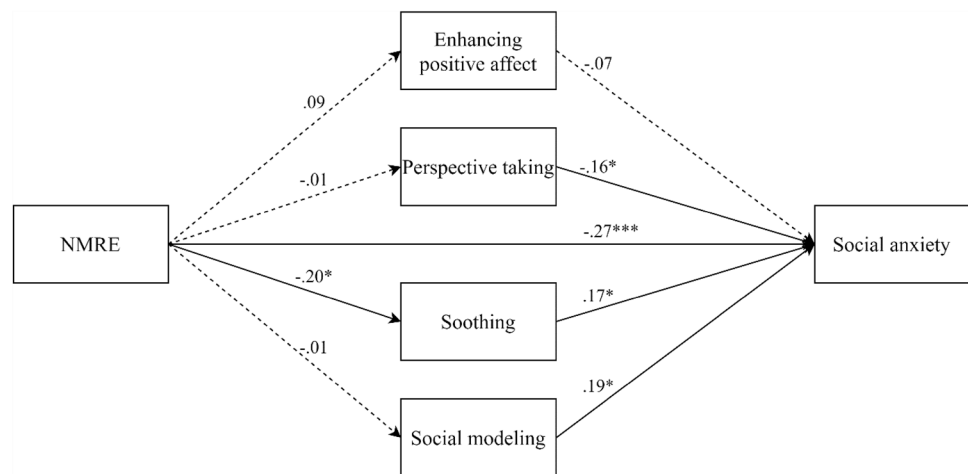 Enhancing
positive affect
-.07
.09
Perspective taking
-.16*
-.01
NMRE
-.27***
Social anxiety
-.20*
Soothing
.17*
-.01
.19*
Social modeling